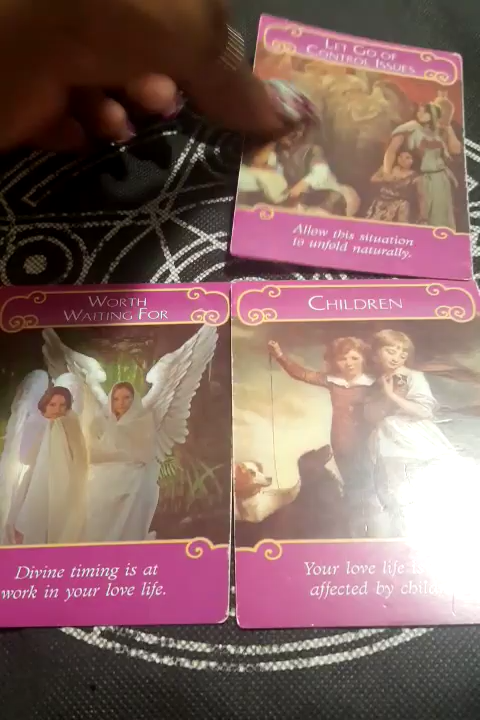 LET GO OF
CONTROL ISSUES
Allow this situation
to unfold naturally.
WORTH
WAITING FOR
Divine timing is at
work in your love life.
CHILDREN
Your love life
affected by